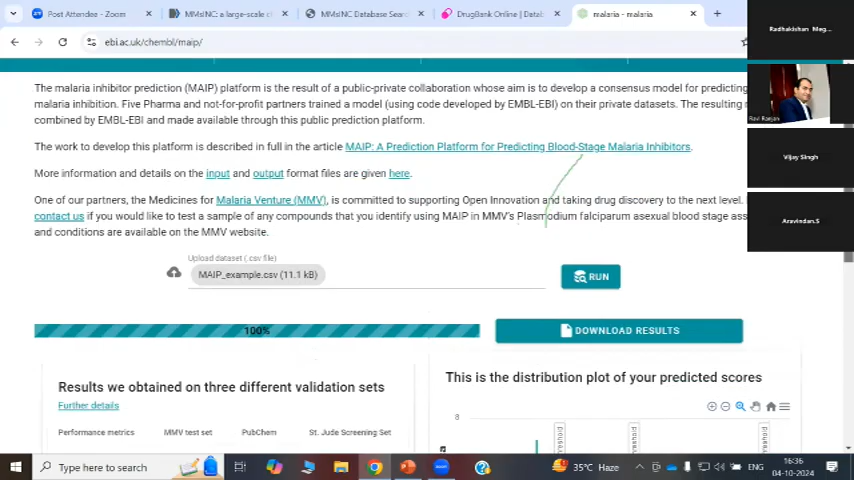 Post Attendee - Zoom
MMsINC: a large-scale c
MMsINC Database Sear
DrugBank Online | Datab
malaria - malaria
ebi.ac.uk/chembl/maip/
Radhakishan Meg...
Ravi Ranjan
Vijay Singh
Aravindan.S
The malaria inhibitor prediction (MAIP) platform is the result of a public-private collaboration whose aim is to develop a consensus model for predicting
malaria inhibition. Five Pharma and not-for-profit partners trained a model (using code developed by EMBL-EBI) on their private datasets. The resulting
combined by EMBL-EBI and made available through this public prediction platform.
The work to develop this platform is described in full in the article MAIP: A Prediction Platform for Predicting Blood-Stage Malaria Inhibitors.
More information and details on the input and output format files are given here.
One of our partners, the Medicines for Malaria Venture (MMV), is committed to supporting Open Innovation and taking drug discovery to the next level.
contact us if you would like to test a sample of any compounds that you identify using MAIP in MMV's Plasmodium falciparum asexual blood stage ass
and conditions are available on the MMV website.
Upload dataset (.csv file)
MAIP_example.csv (11.1 kB)
RUN
100%
DOWNLOAD RESULTS
Results we obtained on three different validation sets
Further details
Performance metrics MMV test set PubChem St. Jude Screening Set
This is the distribution plot of your predicted scores
8
Type here to search
35°C Haze
ENG
16:36
04-10-2024